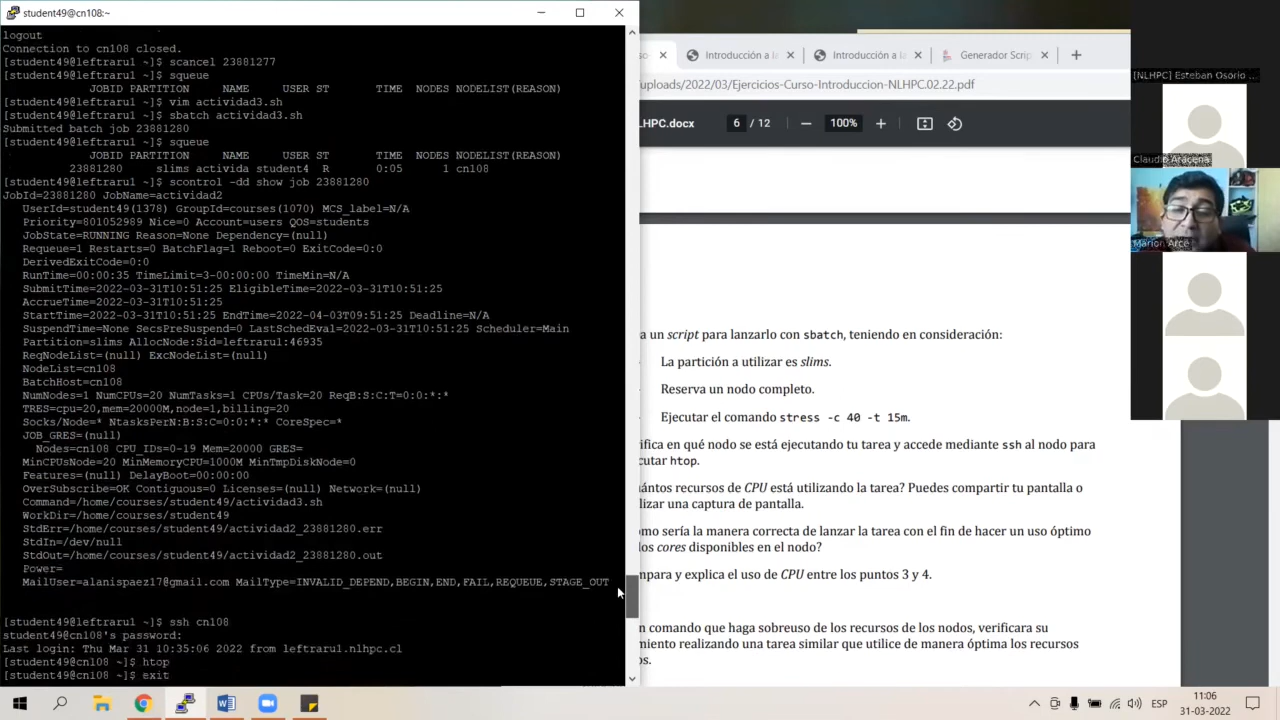 student49@cn108:~
logout
Connection to cn108 closed.
[student49@leftraru1 ~]$ scancel 23881277
[student49@leftraru1 ~]$ squeue
JOBID PARTITION NAME USER ST TIME NODES NODELIST(REASON)
[student49@leftraru1 ~]$ vim actividad3.sh
[student49@leftraru1 ~]$ sbatch actividad3.sh
Submitted batch job 23881280
[student49@leftraru1 ~]$ squeue
JOBID PARTITION NAME USER ST TIME NODES NODELIST(REASON)
23881280 slims activida student4 R 0:05 1 cn108
[student49@leftraru1 ~]$ scontrol -dd show job 23881280
JobId=23881280 JobName=actividad2
UserId=student49(1378) GroupId=courses(1070) MCS_label=N/A
Priority=801052989 Nice=0 Account=users QOS=students
JobState=RUNNING Reason=None Dependency=(null)
Requeue=1 Restarts=0 BatchFlag=1 Reboot=0 ExitCode=0:0
DerivedExitCode=0:0
RunTime=00:00:35 TimeLimit=3-00:00:00 TimeMin=N/A
SubmitTime=2022-03-31T10:51:25 EligibleTime=2022-03-31T10:51:25
AccrueTime=2022-03-31T10:51:25
StartTime=2022-03-31T10:51:25 EndTime=2022-04-03T09:51:25 Deadline=N/A
SuspendTime=None SecsPreSuspend=0 LastSchedEval=2022-03-31T10:51:25 Scheduler=Main
Partition=slims AllocNode:Sid=leftraru1:46935
ReqNodeList=(null) ExcNodeList=(null)
NodeList=cn108
BatchHost=cn108
NumNodes=1 NumCPUs=20 NumTasks=1 CPUs/Task=20 ReqB:S:C:T=0:0:*:*
TRES=cpu=20,mem=20000M,node=1,billing=20
Socks/Node=* NtasksPerN:B:S:C=0:0:*:* CoreSpec=*
JOB_GRES=(null)
Nodes=cn108 CPU_IDs=0-19 Mem=20000 GRES=
MinCPUsNode=20 MinMemoryCPU=1000M MinTmpDiskNode=0
Features=(null) DelayBoot=00:00:00
OverSubscribe=OK Contiguous=0 Licenses=(null) Network=(null)
Command=/home/courses/student49/actividad3.sh
WorkDir=/home/courses/student49
StdErr=/home/courses/student49/actividad2_23881280.err
StdIn=/dev/null
StdOut=/home/courses/student49/actividad2_23881280.out
Power=
MailUser=alanispaez17@gmail.com MailType=INVALID_DEPEND,BEGIN,END,FAIL,REQUEUE,STAGE_OUT
[student49@leftraru1 ~]$ ssh cn108
student49@cn108's password:
Last login: Thu Mar 31 10:35:06 2022 from leftraru1.nlhpc.cl
[student49@cn108 ~]$ htop
[student49@cn108 ~]$ exit
Introducción a la
Introducción a la
Generador Scrip
/uploads/2022/03/Ejercicios-Curso-Introduccion-NLHPC.02.22.pdf
NLHPC.docx 6 / 12 100%
a un script para lanzarlo con sbatch, teniendo en consideración:
La partición a utilizar es slims.
Reserva un nodo completo.
Ejecutar el comando stress -c 40 -t 15m.
ifica en qué nodo se está ejecutando tu tarea y accede mediante ssh al nodo para
cutar htop.
uántos recursos de CPU está utilizando la tarea? Puedes compartir tu pantalla o
lizar una captura de pantalla.
omo sería la manera correcta de lanzar la tarea con el fin de hacer un uso óptimo
los cores disponibles en el nodo?
mpara y explica el uso de CPU entre los puntos 3 y 4.
n comando que haga sobreuso de los recursos de los nodos, verificara su
miento realizando una tarea similar que utilice de manera óptima los recursos
os.
[NLHPC] Esteban Osorio ...
Claudio Aracena
Marion Arce
ESP
11:06
31-03-2022